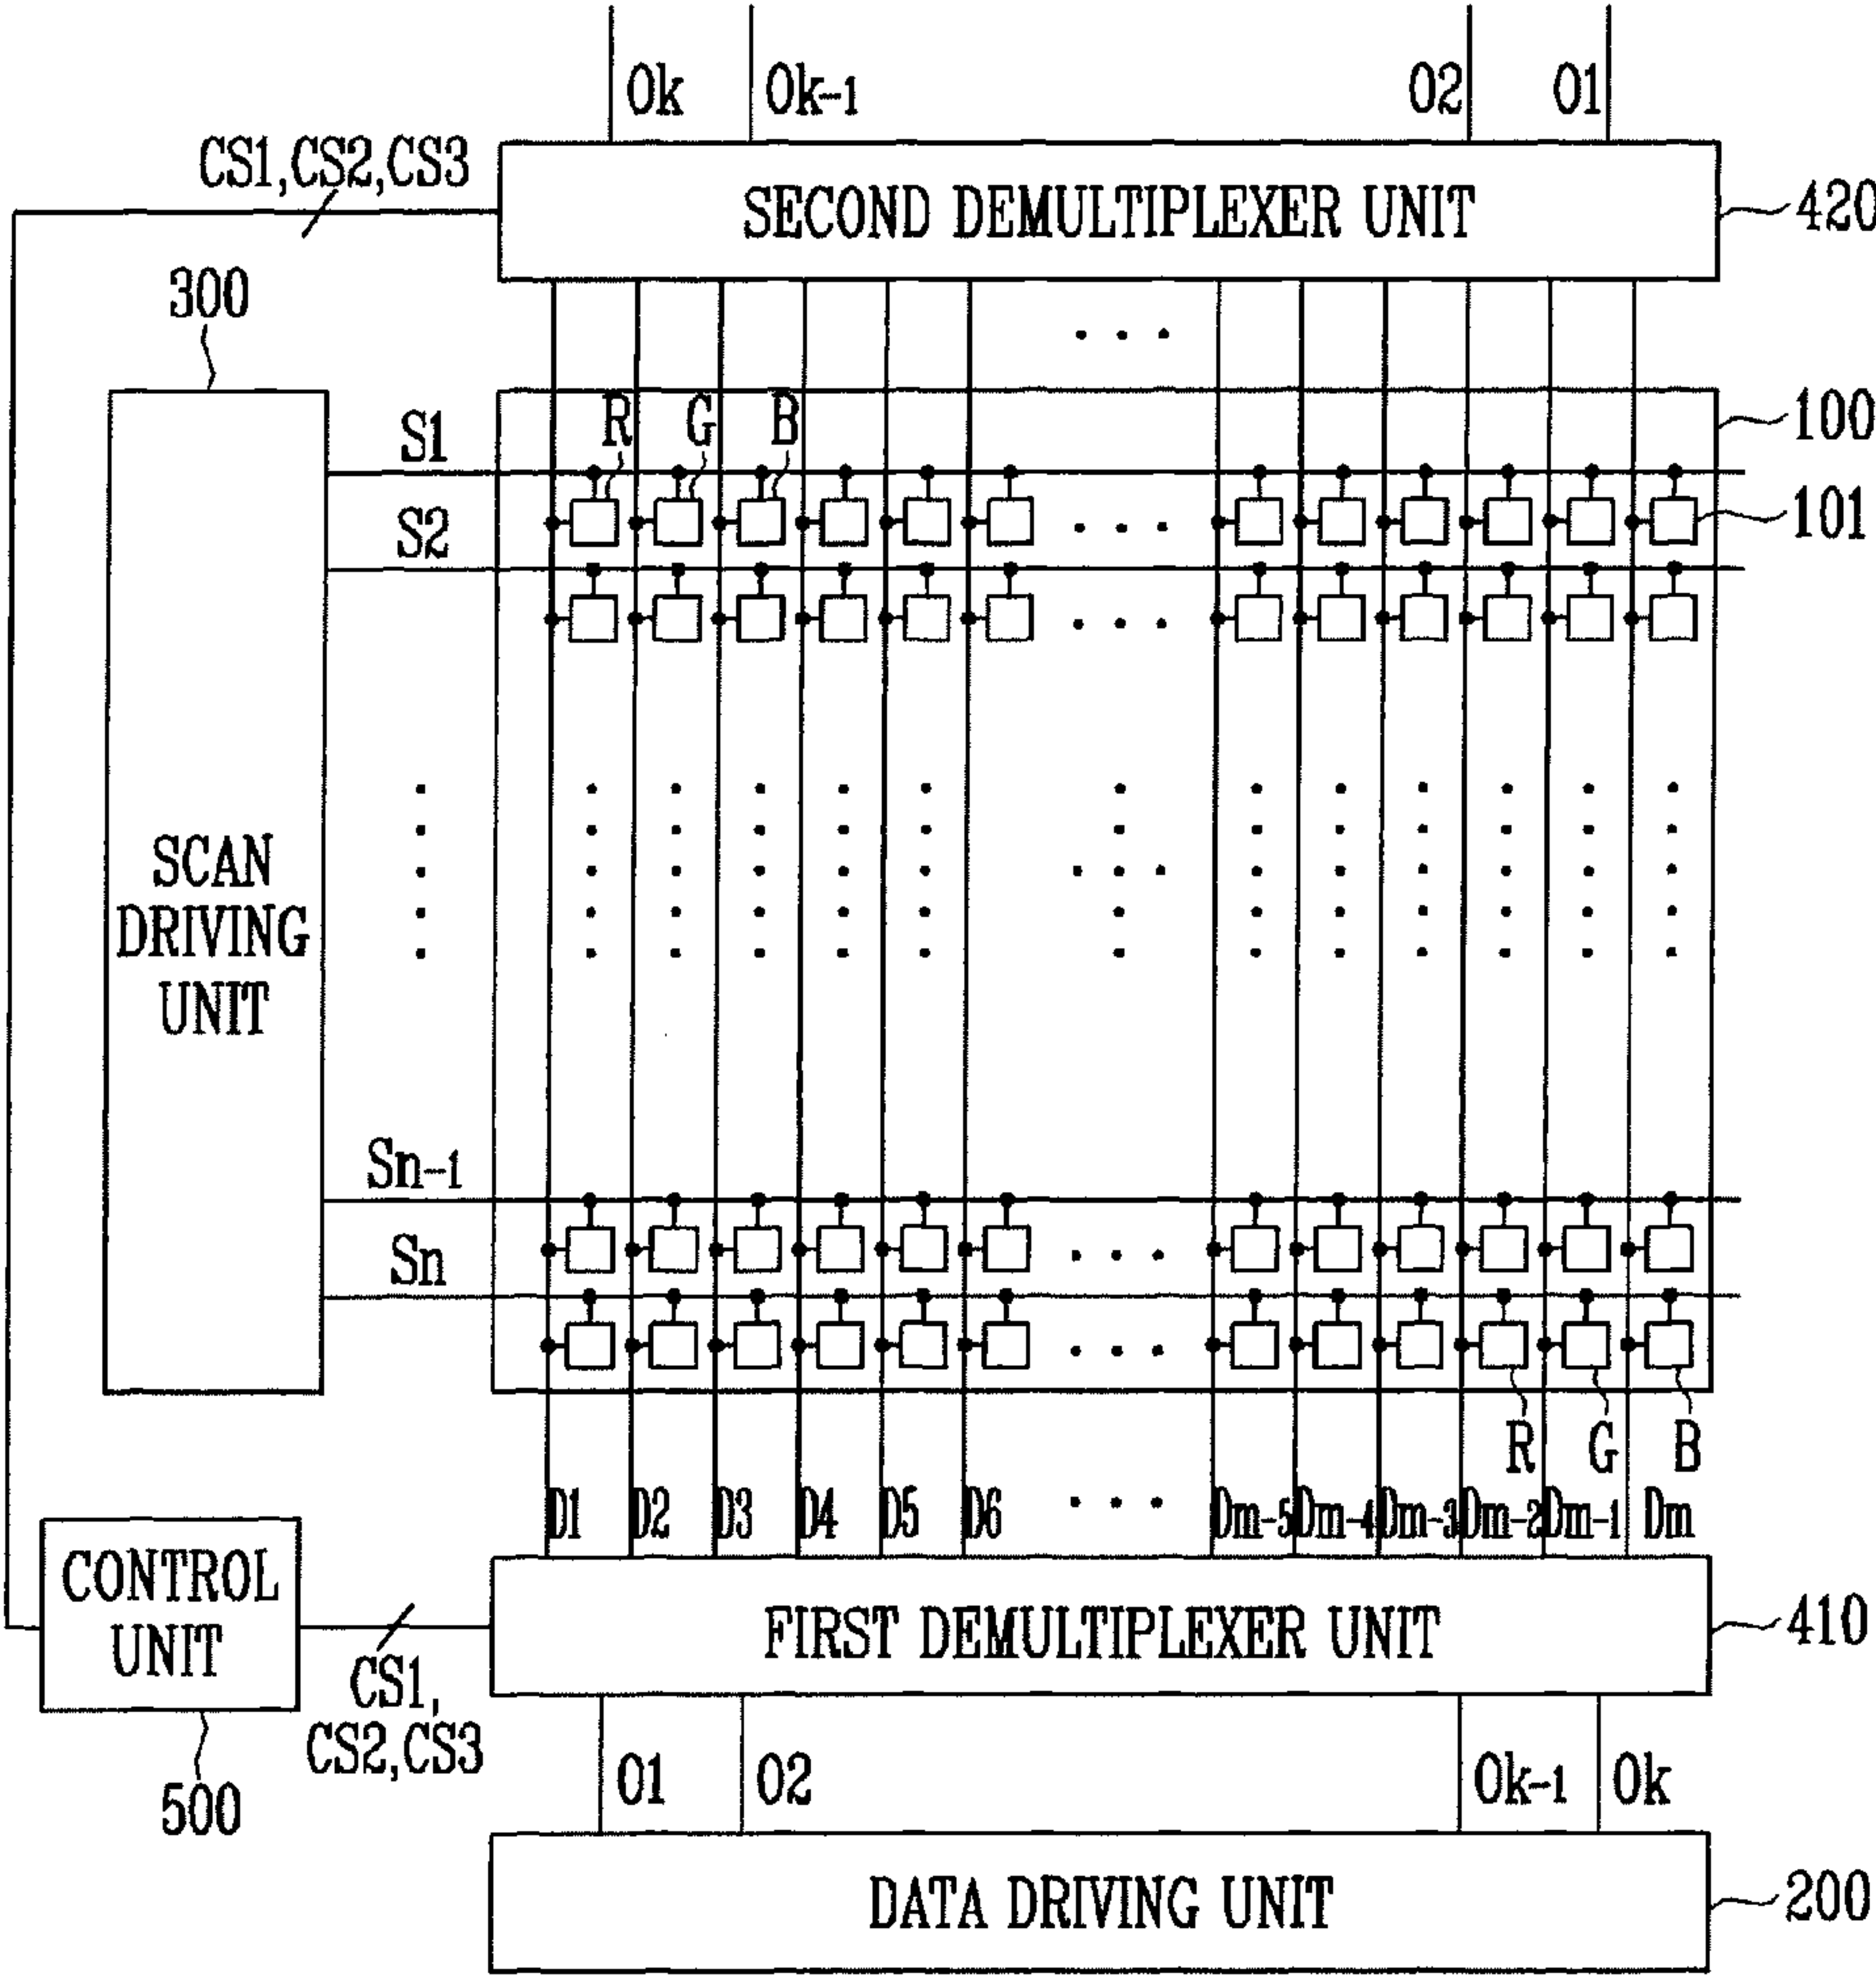 Ok Ok-1 O2 O1
CS1,CS2,CS3
SECOND DEMULTIPLEXER UNIT
420
300
R G B
100
S1
101
S2
SCAN
DRIVING
UNIT
Sn-1
Sn
R G B
D1 D2 D3 D4 D5 D6 Dm-5 Dm-4 Dm-3 Dm-2 Dm-1 Dm
CONTROL
UNIT
FIRST DEMULTIPLEXER UNIT
410
CS1,
CS2,CS3
500
O1 O2 Ok-1 Ok
DATA DRIVING UNIT
200